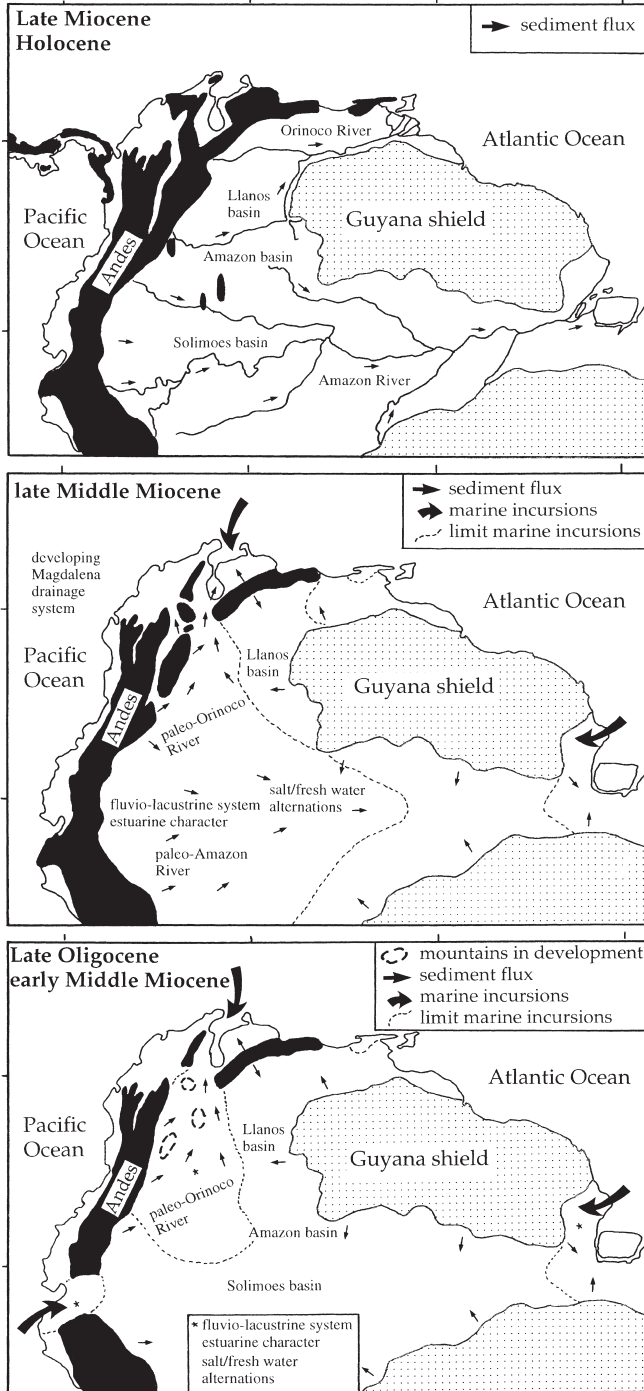 Late Miocene
Holocene
sediment flux
Orinoco River
Atlantic Ocean
Llanos
basin
Pacific
Ocean
Guyana shield
Andes
Amazon basin
Solimoes basin
Amazon River
late Middle Miocene
sediment flux
marine incursions
limit marine incursions
developing
Magdalena
drainage
system
Atlantic Ocean
Pacific
Ocean
Llanos
basin
Guyana shield
Andes
paleo-Orinoco
River
salt/fresh water
alternations
fluvio-lacustrine system
estuarine character
paleo-Amazon
River
Late Oligocene
early Middle Miocene
mountains in development
sediment flux
marine incursions
limit marine incursions
Atlantic Ocean
Pacific
Ocean
Llanos
basin
Guyana shield
Andes
*
paleo-Orinoco
River
*
Amazon basin
Solimoes basin
*
* fluvio-lacustrine system
estuarine character
salt/fresh water
alternations